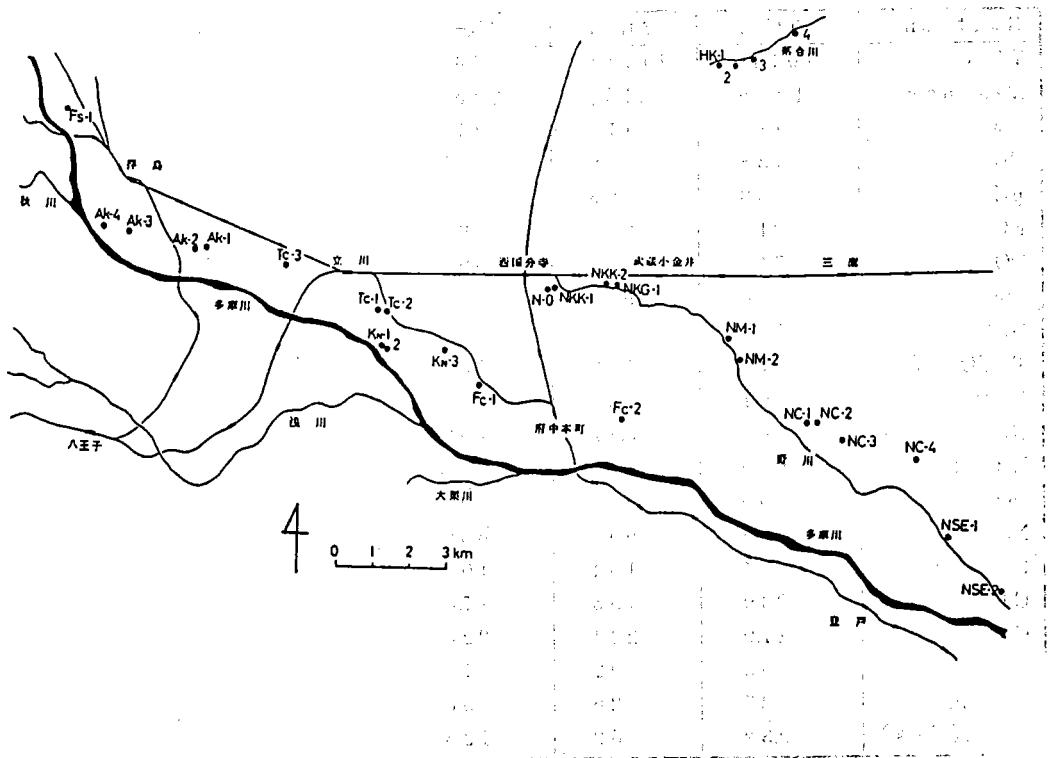 4
HK-1
落合川
2
3
Fs-1
拝島
秋川
Ak-4
Ak-3
Ak-2
Ak-1
Tc-3
立川
西国分寺
武蔵小金井
三鷹
NKK-2
N-0
NKK-1
NKG-1
多摩川
Tc-1
Tc-2
NM-1
KN-1
2
KN-3
NM-2
Fc-1
Fc-2
NC-1
NC-2
浅川
府中本町
NC-3
八王子
野川
NC-4
大栗川
4
0 1 2 3 km
多摩川
NSE-1
NSE-2
登戸